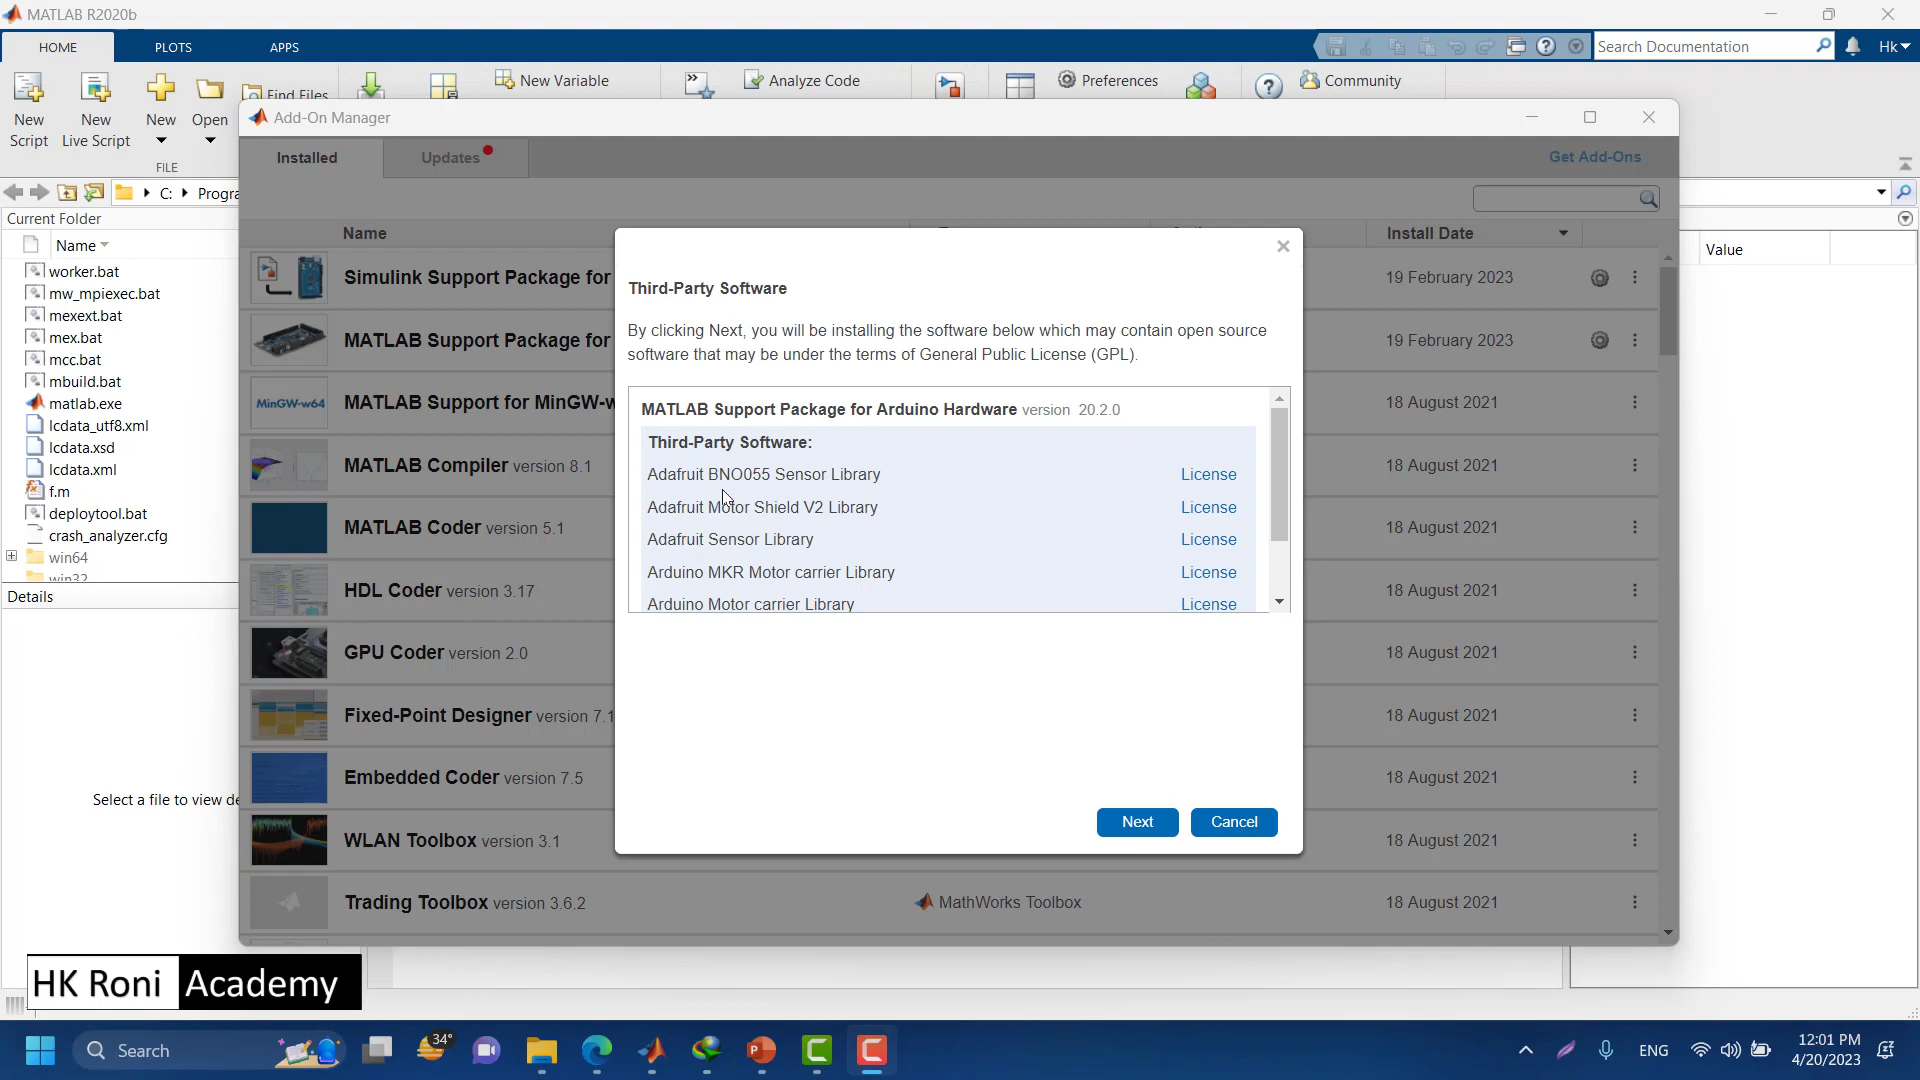 MATLAB R2020b
HOME PLOTS APPS
Search Documentation
Hk
New Script
New Live Script
New
Open
Find Files
New Variable
Analyze Code
Preferences
Community
FILE
C: Progra
Current Folder
Name
worker.bat
mw_mpiexec.bat
mexext.bat
mex.bat
mcc.bat
mbuild.bat
matlab.exe
lcdata_utf8.xml
lcdata.xsd
lcdata.xml
f.m
deploytool.bat
crash_analyzer.cfg
win64
win32
Details
Select a file to view de
Value
Add-On Manager
Installed Updates Get Add-Ons
Name Install Date
Simulink Support Package for 19 February 2023
MATLAB Support Package for 19 February 2023
MinGW-w64
MATLAB Support for MinGW-w 18 August 2021
MATLAB Compiler version 8.1 18 August 2021
MATLAB Coder version 5.1 18 August 2021
HDL Coder version 3.17 18 August 2021
GPU Coder version 2.0 18 August 2021
Fixed-Point Designer version 7.1 18 August 2021
Embedded Coder version 7.5 18 August 2021
WLAN Toolbox version 3.1 18 August 2021
Trading Toolbox version 3.6.2 MathWorks Toolbox 18 August 2021
Third-Party Software
By clicking Next, you will be installing the software below which may contain open source
software that may be under the terms of General Public License (GPL).
MATLAB Support Package for Arduino Hardware version 20.2.0
Third-Party Software:
Adafruit BNO055 Sensor Library License
Adafruit Motor Shield V2 Library License
Adafruit Sensor Library License
Arduino MKR Motor carrier Library License
Arduino Motor carrier Library License
Next Cancel
HK Roni Academy
Search
34°
ENG
12:01 PM
4/20/2023